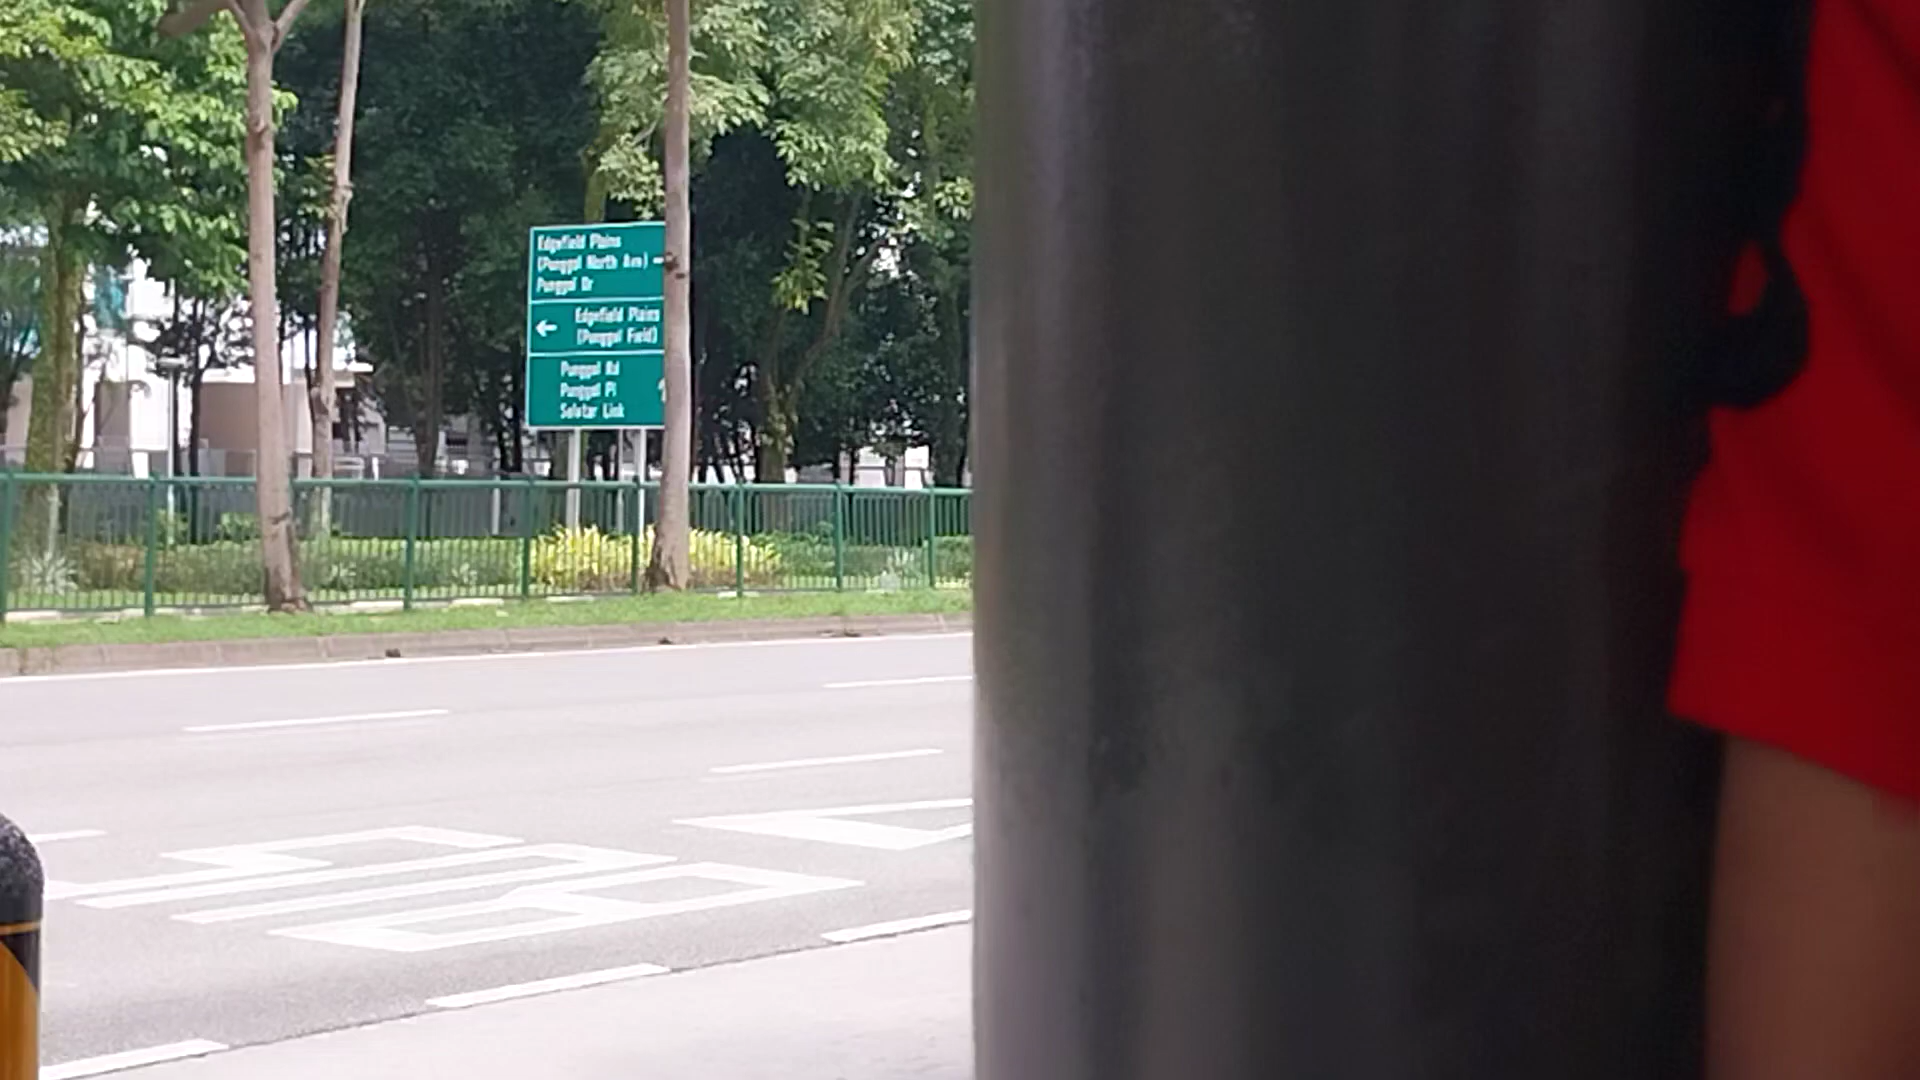 Edgefield Plains
(Punggol North Ave)
Punggol Dr
Edgefield Plains
(Punggol Field)
Punggol Rd
Punggol Pl
Seletar Link